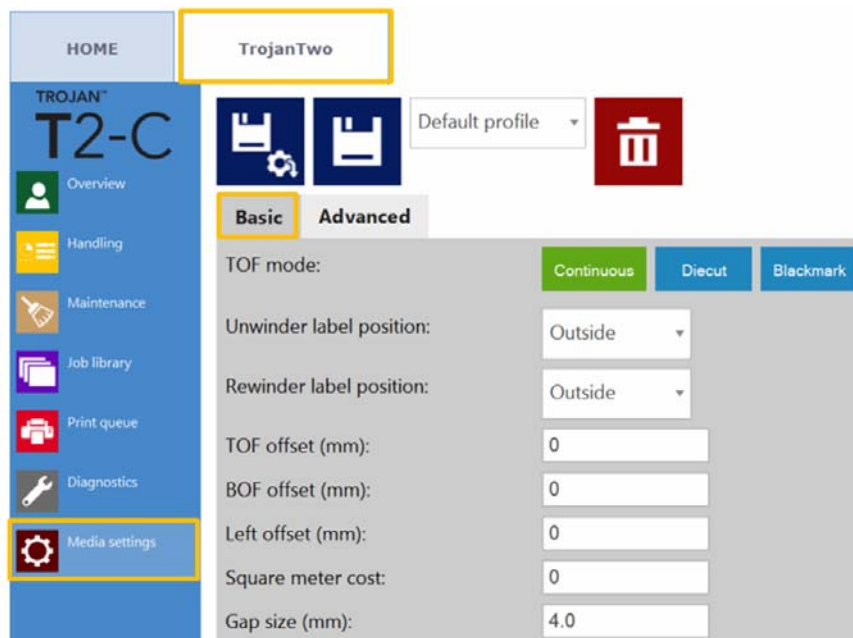 HOME
TrojanTwo
TROJAN™
T2-C
Overview
Handling
Maintenance
Job library
Print queue
Diagnostics
Media settings
Default profile
Basic
Advanced
TOF mode:
Continuous
Diecut
Blackmark
Unwinder label position:
Outside
Rewinder label position:
Outside
TOF offset (mm):
0
BOF offset (mm):
0
Left offset (mm):
0
Square meter cost:
0
Gap size (mm):
4.0